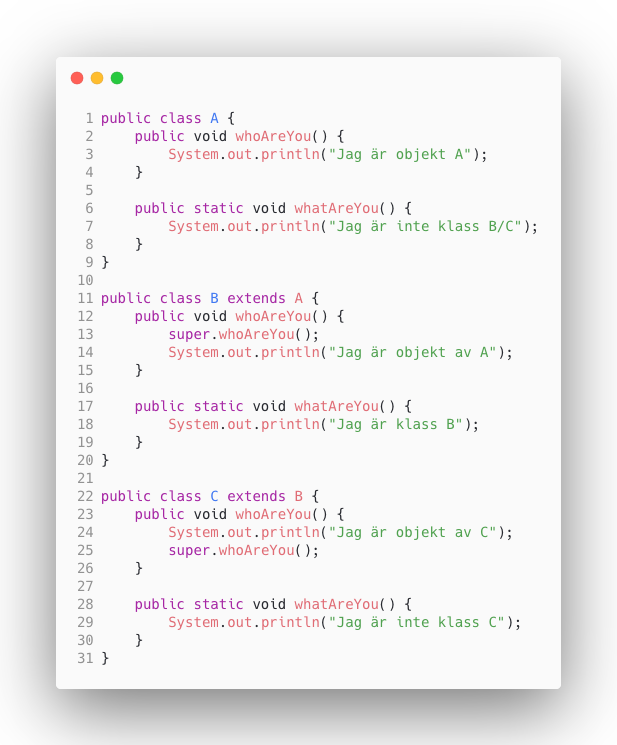 1 public class A {
2     public void whoAreYou() {
3         System.out.println("Jag är objekt A");
4     }
5
6     public static void whatAreYou() {
7         System.out.println("Jag är inte klass B/C");
8     }
9 }
10
11 public class B extends A {
12     public void whoAreYou() {
13         super.whoAreYou();
14         System.out.println("Jag är objekt av A");
15     }
16
17     public static void whatAreYou() {
18         System.out.println("Jag är klass B");
19     }
20 }
21
22 public class C extends B {
23     public void whoAreYou() {
24         System.out.println("Jag är objekt av C");
25         super.whoAreYou();
26     }
27
28     public static void whatAreYou() {
29         System.out.println("Jag är inte klass C");
30     }
31 }